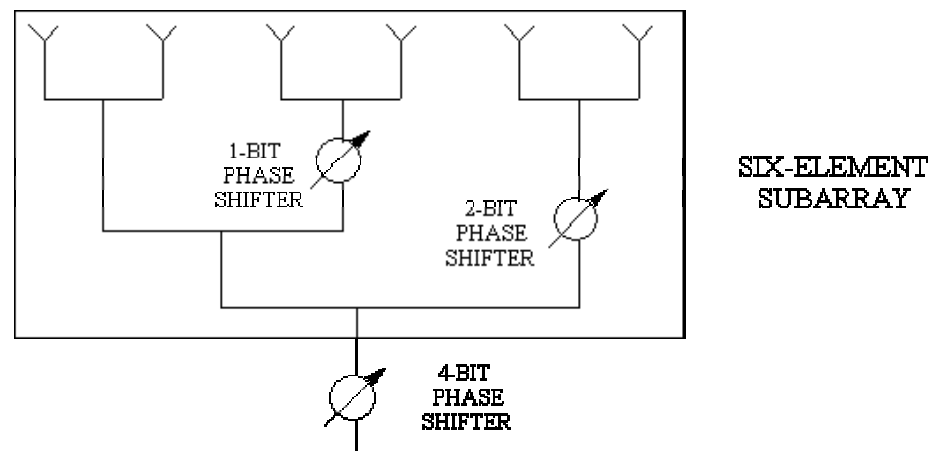 1-BIT
PHASE
SHIFTER
2-BIT
PHASE
SHIFTER
SIX-ELEMENT
SUBARRAY
4-BIT
PHASE
SHIFTER